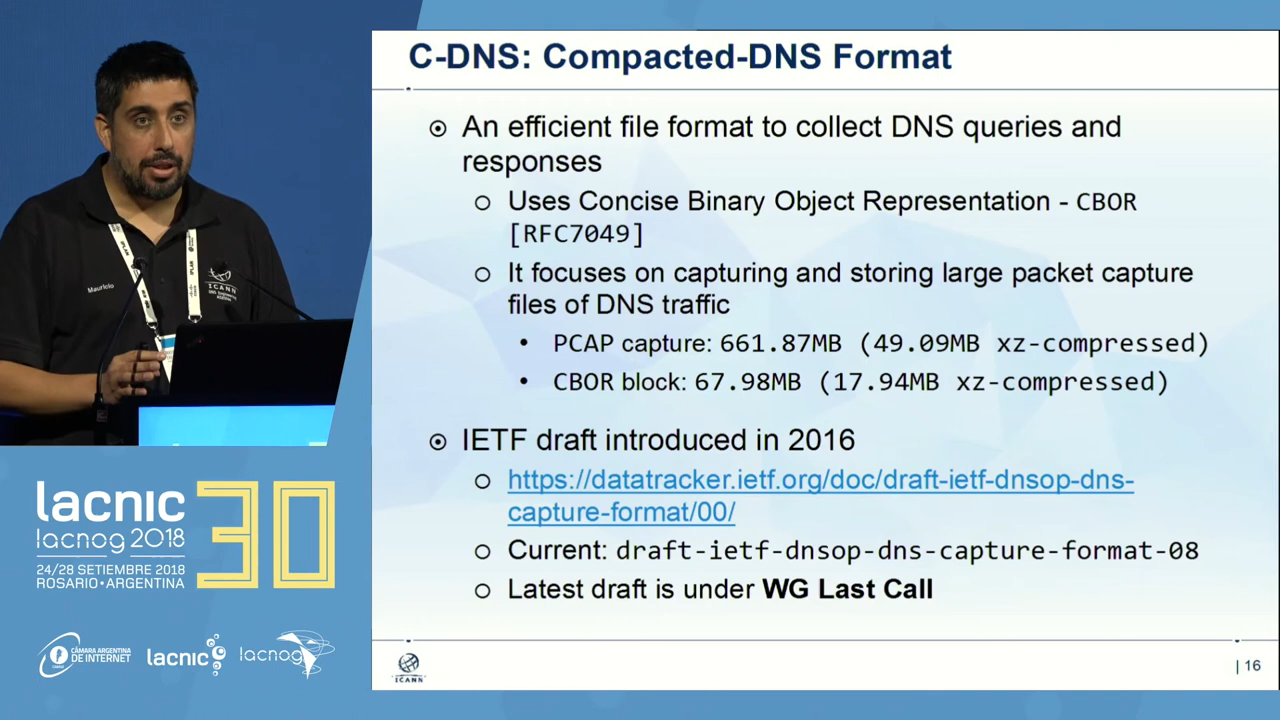 C-DNS: Compacted-DNS Format
An efficient file format to collect DNS queries and
responses
Uses Concise Binary Object Representation - CBOR
[RFC7049]
It focuses on capturing and storing large packet capture
files of DNS traffic
PCAP capture: 661.87MB (49.09MB xz-compressed)
CBOR block: 67.98MB (17.94MB xz-compressed)
IETF draft introduced in 2016
https://datatracker.ietf.org/doc/draft-ietf-dnsop-dns-
capture-format/00/
Current: draft-ietf-dnsop-dns-capture-format-08
Latest draft is under WG Last Call
ICANN
| 16
Mauricio
ICANN
lacnic 30
lacnog 2018
24/28 SETIEMBRE 2018
ROSARIO • ARGENTINA
CÁMARA ARGENTINA
DE INTERNET
lacnic
lacnog